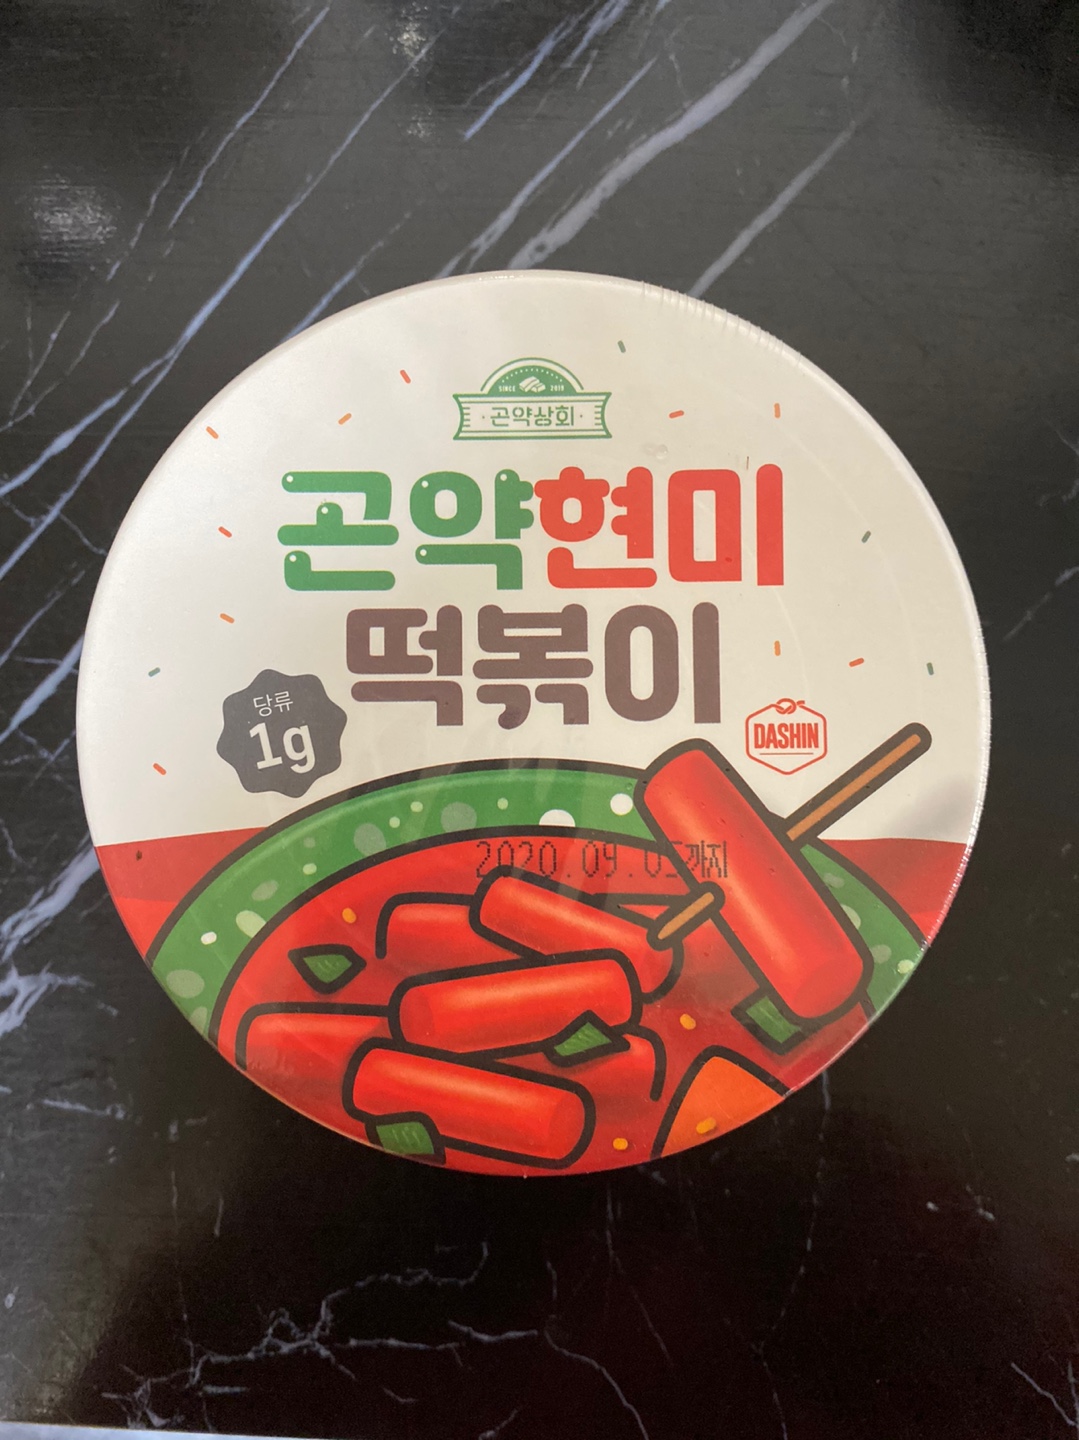 SINCE 2019
·곤약상회·
곤약현미
떡볶이
당류
1g
DASHIN
2020.09.05까지